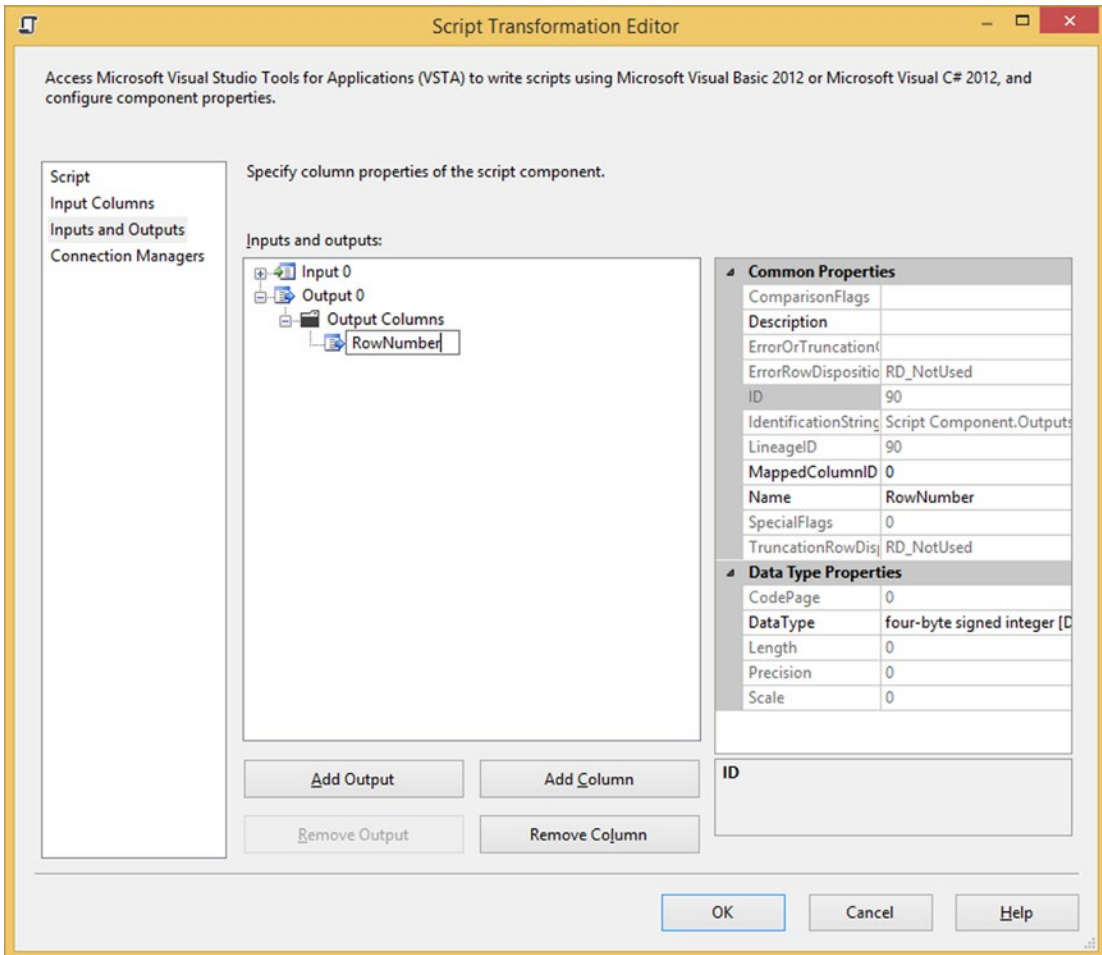 Script Transformation Editor
Access Microsoft Visual Studio Tools for Applications (VSTA) to write scripts using Microsoft Visual Basic 2012 or Microsoft Visual C# 2012, and
configure component properties.
Script
Input Columns
Inputs and Outputs
Connection Managers
Specify column properties of the script component.
Inputs and outputs:
Input 0
Output 0
Output Columns
RowNumber
Common Properties
ComparisonFlags
Description
ErrorOrTruncationO
ErrorRowDispositio RD_NotUsed
ID 90
IdentificationString Script Component.Outputs
LineageID 90
MappedColumnID 0
Name RowNumber
SpecialFlags 0
TruncationRowDisp RD_NotUsed
Data Type Properties
CodePage 0
DataType four-byte signed integer [D
Length 0
Precision 0
Scale 0
Add Output
Add Column
Remove Output
Remove Column
ID
OK
Cancel
Help